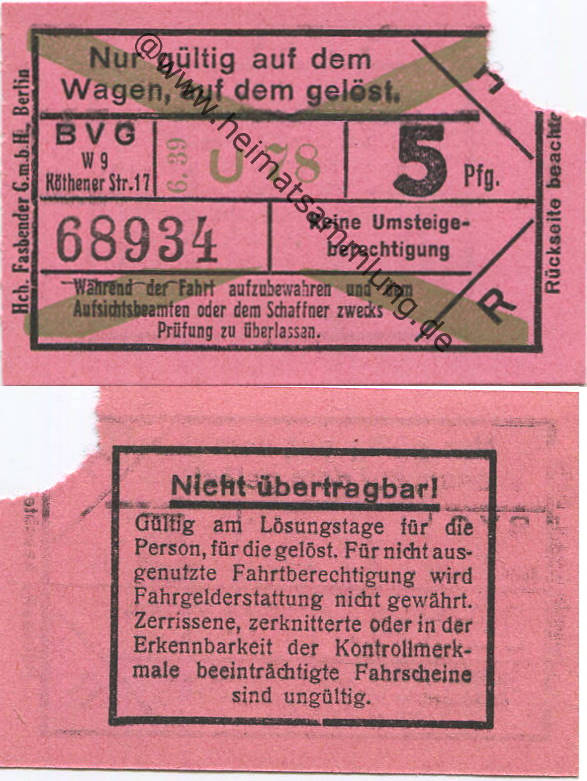 Nur gültig auf dem
Wagen, auf dem gelöst.
Hch. Fasbender G.m.b.H., Berlin
BVG
W 9
Köthener Str. 17
6.39
U 78
5 Pfg.
H
68934
Keine Umsteige-
berechtigung
R
Rückseite beachte
Während der Fahrt aufzubewahren und dem
Aufsichtsbeamten oder dem Schaffner zwecks
Prüfung zu überlassen.
@www.heimatsammlung.de
Nicht übertragbar!
Gültig am Lösungstage für die
Person, für die gelöst. Für nicht aus-
genutzte Fahrtberechtigung wird
Fahrgelderstattung nicht gewährt.
Zerrissene, zerknitterte oder in der
Erkennbarkeit der Kontrollmerk-
male beeinträchtigte Fahrscheine
sind ungültig.